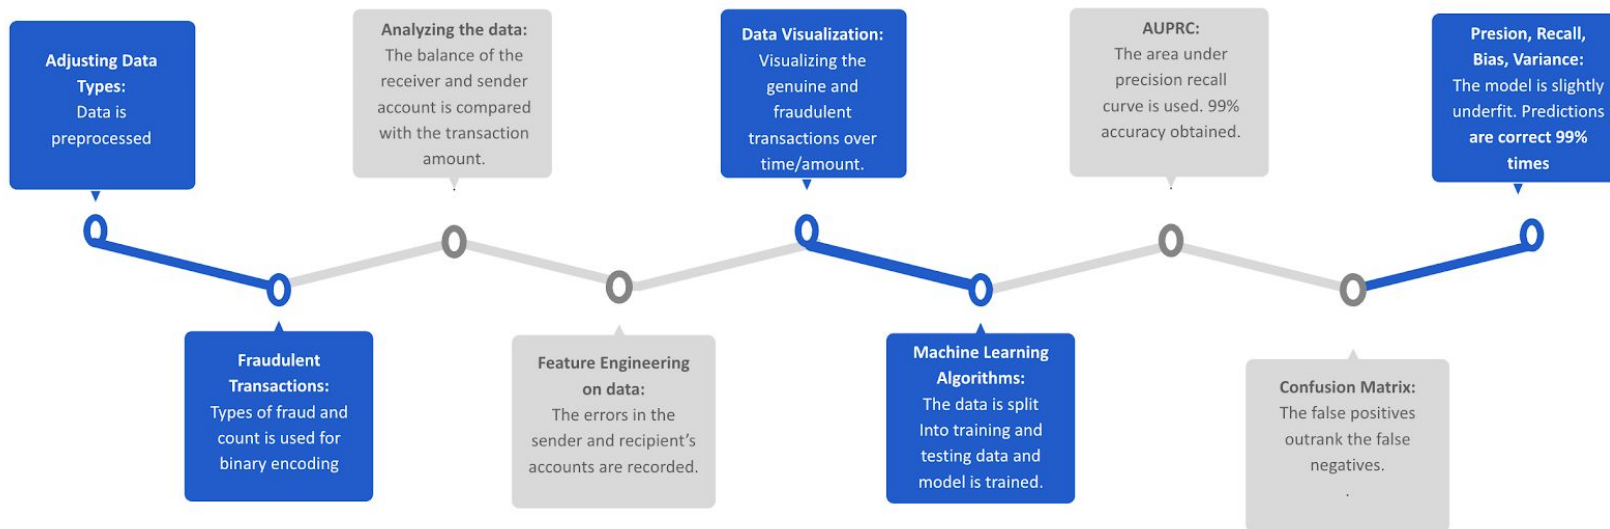 Adjusting Data
Types:
Data is
preprocessed
Fraudulent
Transactions:
Types of fraud and
count is used for
binary encoding
Analyzing the data:
The balance of the
receiver and sender
account is compared
with the transaction
amount.
.
Feature Engineering
on data:
The errors in the
sender and recipient’s
accounts are recorded.
Data Visualization:
Visualizing the
genuine and
fraudulent
transactions over
time/amount.
Machine Learning
Algorithms:
The data is split
Into training and
testing data and
model is trained.
AUPRC:
The area under
precision recall
curve is used. 99%
accuracy obtained.
.
Confusion Matrix:
The false positives
outrank the false
negatives.
.
Presion, Recall,
Bias, Variance:
The model is slightly
underfit. Predictions
are correct 99%
times